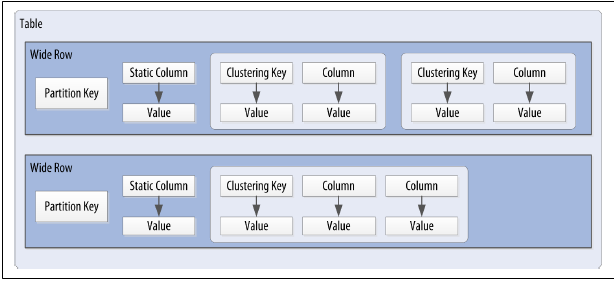 Table
Wide Row
Partition Key
Static Column
Clustering Key
Column
Clustering Key
Column
Value
Value
Value
Value
Value
Wide Row
Partition Key
Static Column
Clustering Key
Column
Column
Value
Value
Value
Value